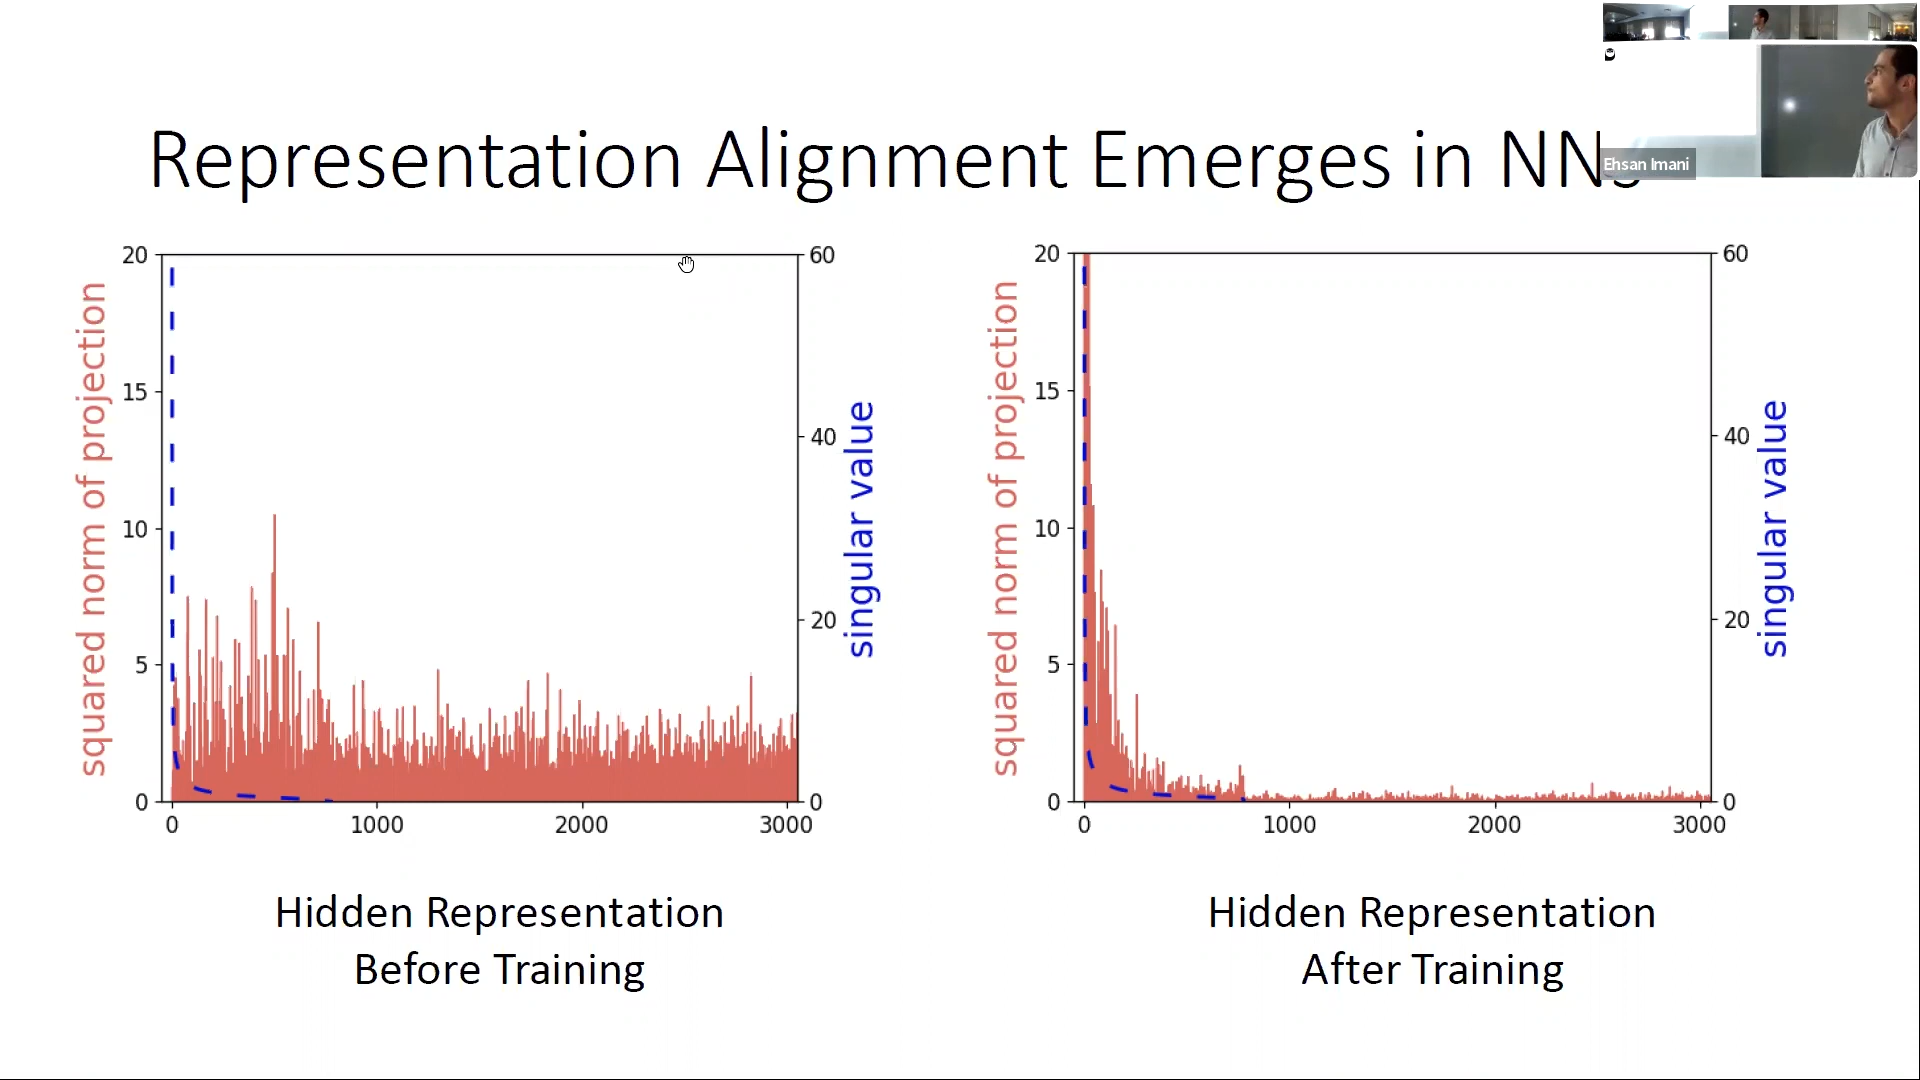 Representation Alignment Emerges in NNs
Ehsan Imani
20
15
10
5
0
squared norm of projection
60
40
20
0
singular value
0 1000 2000 3000
Hidden Representation
Before Training
20
15
10
5
0
squared norm of projection
60
40
20
0
singular value
0 1000 2000 3000
Hidden Representation
After Training